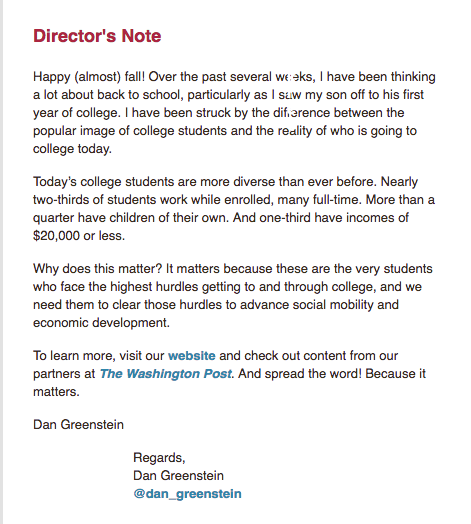 Director's Note
Happy (almost) fall! Over the past several weeks, I have been thinking
a lot about back to school, particularly as I saw my son off to his first
year of college. I have been struck by the difference between the
popular image of college students and the reality of who is going to
college today.
Today's college students are more diverse than ever before. Nearly
two-thirds of students work while enrolled, many full-time. More than a
quarter have children of their own. And one-third have incomes of
$20,000 or less.
Why does this matter? It matters because these are the very students
who face the highest hurdles getting to and through college, and we
need them to clear those hurdles to advance social mobility and
economic development.
To learn more, visit our website and check out content from our
partners at The Washington Post. And spread the word! Because it
matters.
Dan Greenstein
Regards,
Dan Greenstein
@dan_greenstein